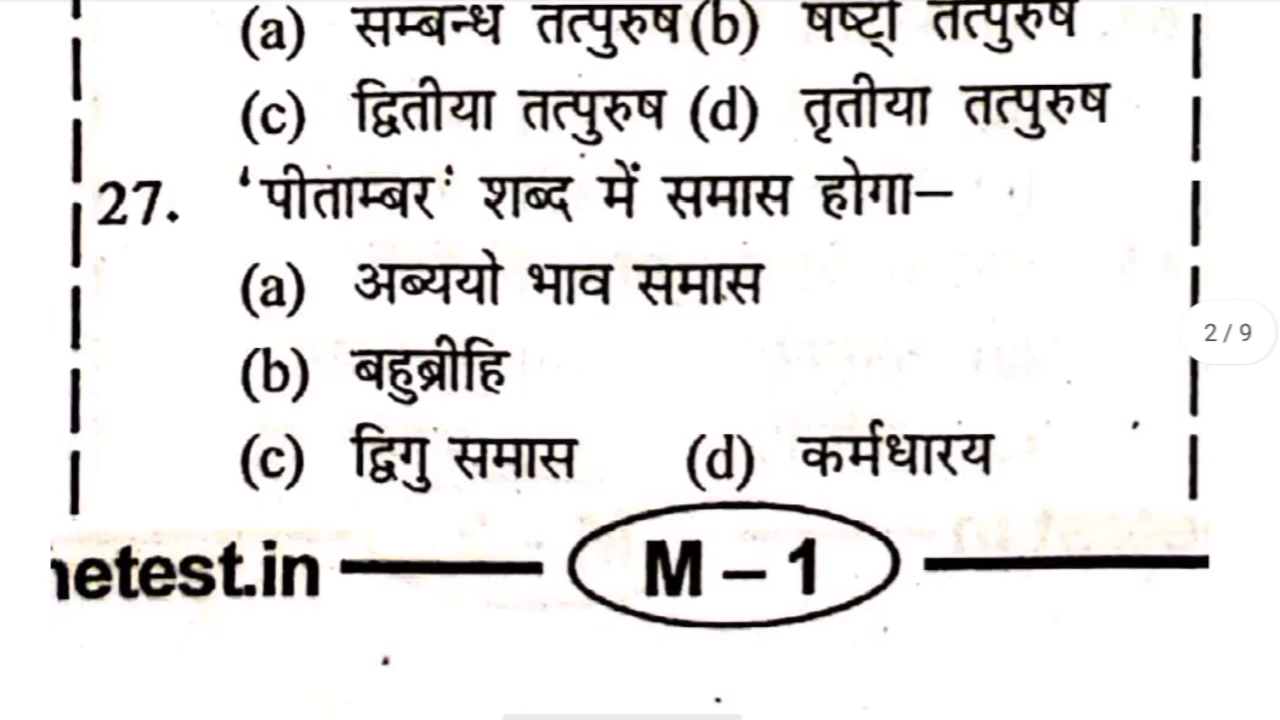 (a) सम्बन्ध तत्पुरुष (b) षष्टी तत्पुरुष
(c) द्वितीया तत्पुरुष (d) तृतीया तत्पुरुष
27. 'पीताम्बर' शब्द में समास होगा–
(a) अब्ययी भाव समास
(b) बहुब्रीहि
(c) द्विगु समास (d) कर्मधारय
2 / 9
netest.in M – 1